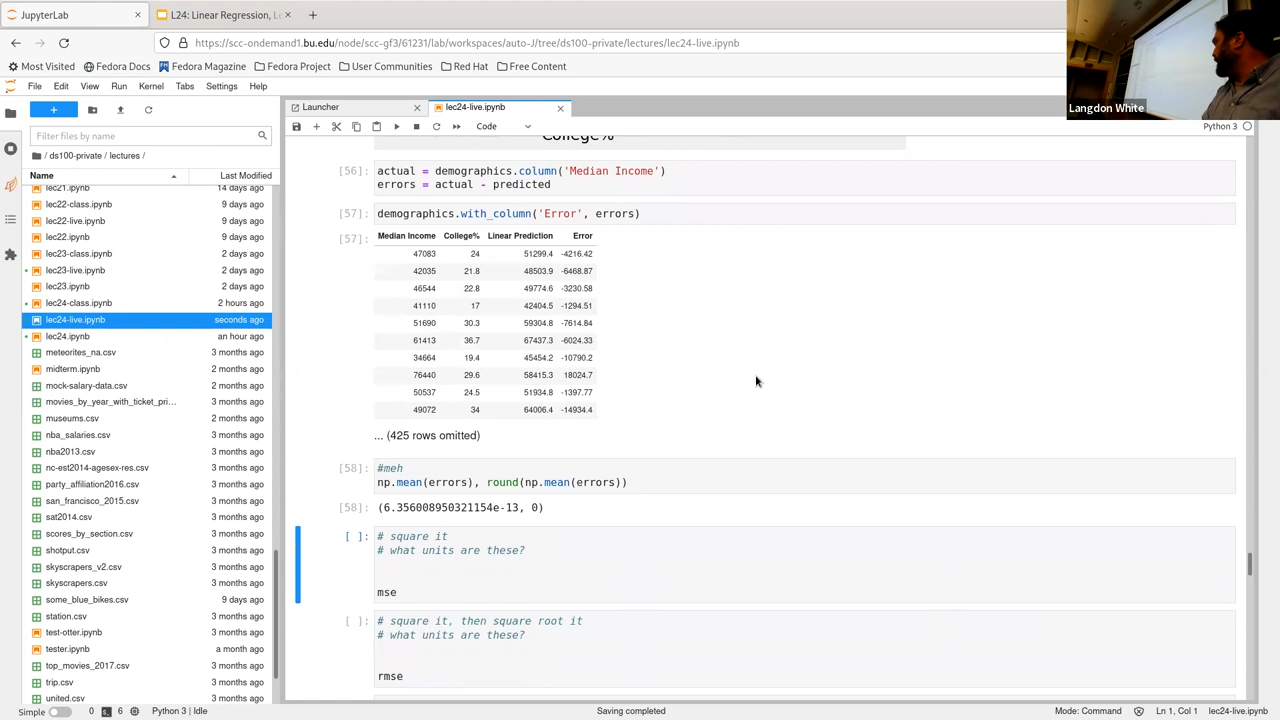 JupyterLab
L24: Linear Regression, Le
https://scc-ondemand1.bu.edu/node/scc-gf3/61231/lab/workspaces/auto-J/tree/ds100-private/lectures/lec24-live.ipynb
Most Visited Fedora Docs Fedora Magazine Fedora Project User Communities Red Hat Free Content
Langdon White
File Edit View Run Kernel Tabs Settings Help
Launcher
lec24-live.ipynb
Code
Python 3
Filter files by name
/ ds100-private / lectures /
Name Last Modified
lec21.ipynb 14 days ago
lec22-class.ipynb 9 days ago
lec22-live.ipynb 9 days ago
lec22.ipynb 9 days ago
lec23-class.ipynb 2 days ago
lec23-live.ipynb 2 days ago
lec23.ipynb 2 days ago
lec24-class.ipynb 2 hours ago
lec24-live.ipynb seconds ago
lec24.ipynb an hour ago
meteorites_na.csv 3 months ago
midterm.ipynb 2 months ago
mock-salary-data.csv 2 months ago
movies_by_year_with_ticket_pri... 3 months ago
museums.csv 2 months ago
nba_salaries.csv 3 months ago
nba2013.csv 3 months ago
nc-est2014-agesex-res.csv 3 months ago
party_affiliation2016.csv 3 months ago
san_francisco_2015.csv 3 months ago
sat2014.csv 3 months ago
scores_by_section.csv 3 months ago
shotput.csv 3 months ago
skyscrapers_v2.csv 3 months ago
skyscrapers.csv 3 months ago
some_blue_bikes.csv 9 days ago
station.csv 3 months ago
test-otter.ipynb 3 months ago
tester.ipynb a month ago
top_movies_2017.csv 3 months ago
trip.csv 3 months ago
united.csv 3 months ago
College%
[56]: actual = demographics.column('Median Income')
errors = actual - predicted
[57]: demographics.with_column('Error', errors)
[57]: Median Income College% Linear Prediction Error
47083 24 51299.4 -4216.42
42035 21.8 48503.9 -6468.87
46544 22.8 49774.6 -3230.58
41110 17 42404.5 -1294.51
51690 30.3 59304.8 -7614.84
61413 36.7 67437.3 -6024.33
34664 19.4 45454.2 -10790.2
76440 29.6 58415.3 18024.7
50537 24.5 51934.8 -1397.77
49072 34 64006.4 -14934.4
... (425 rows omitted)
[58]: #meh
np.mean(errors), round(np.mean(errors))
[58]: (6.356008950321154e-13, 0)
[ ]: # square it
# what units are these?
mse
[ ]: # square it, then square root it
# what units are these?
rmse
Simple 0 6 Python 3 | Idle Saving completed Mode: Command Ln 1, Col 1 lec24-live.ipynb